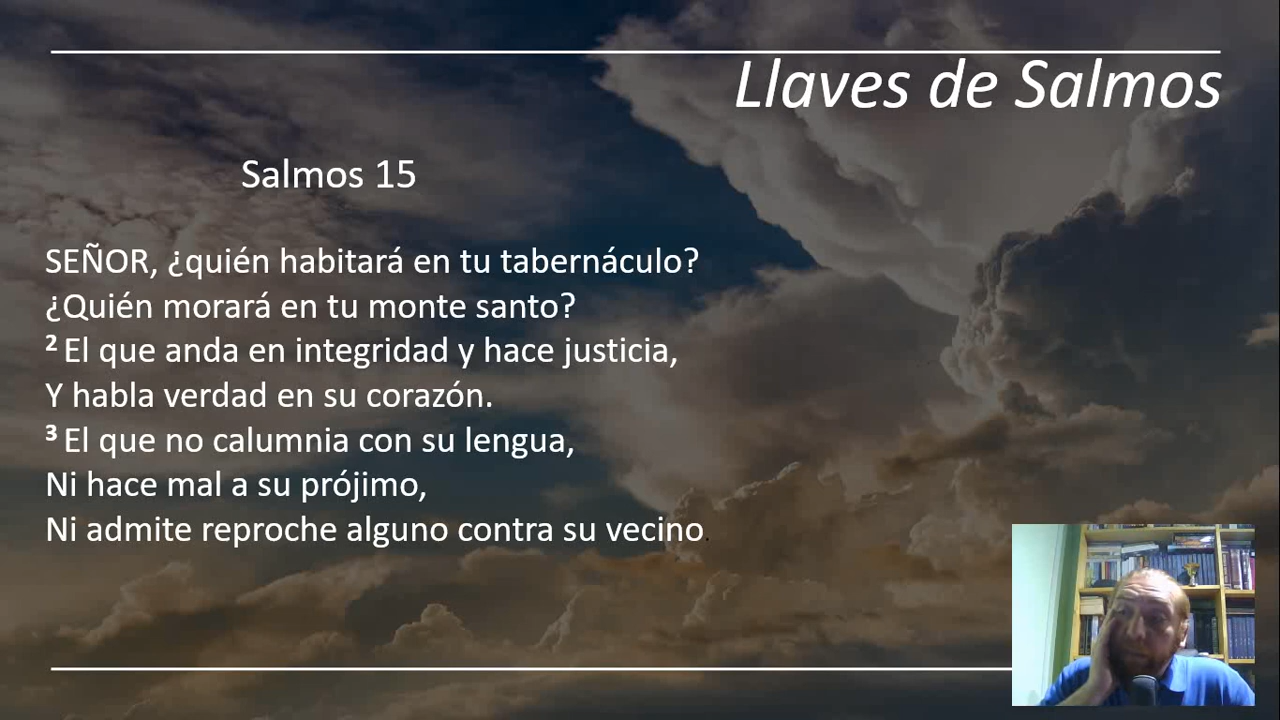 Llaves de Salmos
Salmos 15
SEÑOR, ¿quién habitará en tu tabernáculo?
¿Quién morará en tu monte santo?
² El que anda en integridad y hace justicia,
Y habla verdad en su corazón.
³ El que no calumnia con su lengua,
Ni hace mal a su prójimo,
Ni admite reproche alguno contra su vecino.